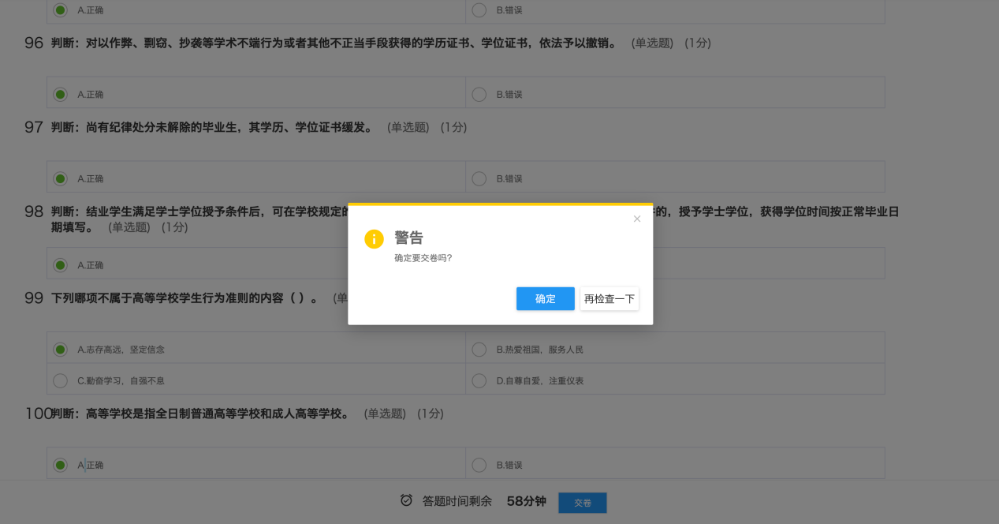 A.正确 B.错误
96 判断：对以作弊、剽窃、抄袭等学术不端行为或者其他不正当手段获得的学历证书、学位证书，依法予以撤销。 (单选题) (1分)
A.正确 B.错误
97 判断：尚有纪律处分未解除的毕业生，其学历、学位证书缓发。 (单选题) (1分)
A.正确 B.错误
98 判断：结业学生满足学士学位授予条件后，可在学校规定的 的，授予学士学位，获得学位时间按正常毕业日
期填写。 (单选题) (1分)
A.正确
99 下列哪项不属于高等学校学生行为准则的内容（ ）。 (单
A.志存高远，坚定信念 B.热爱祖国，服务人民
C.勤奋学习，自强不息 D.自尊自爱，注重仪表
100 判断：高等学校是指全日制普通高等学校和成人高等学校。 (单选题) (1分)
A.正确 B.错误
警告
确定要交卷吗?
确定 再检查一下
答题时间剩余 58分钟 交卷